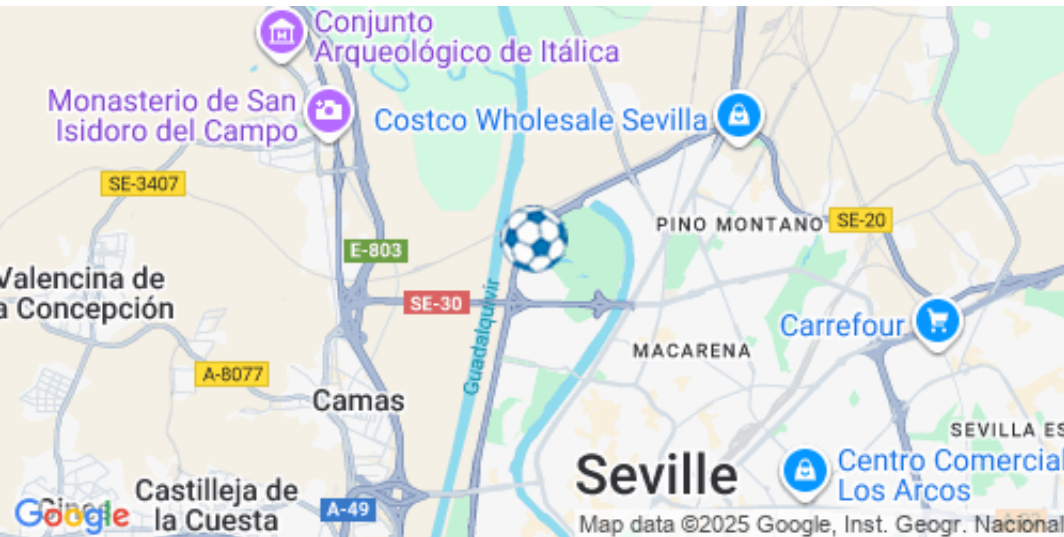 Conjunto
Arqueológico de Itálica
Monasterio de San
Isidoro del Campo
Costco Wholesale Sevilla
SE-3407
PINO MONTANO
SE-20
E-803
Valencina de
a Concepción
SE-30
Guadalquivir
Carrefour
MACARENA
A-8077
Camas
SEVILLA ES
Seville
Centro Comercial
Los Arcos
Castilleja de
la Cuesta
A-49
Google
Map data ©2025 Google, Inst. Geogr. Nacional